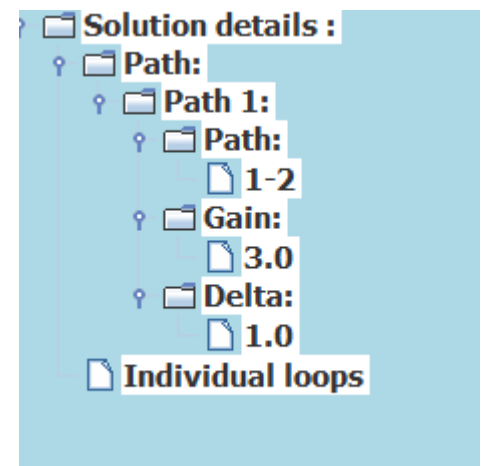 Solution details :
Path:
Path 1:
Path:
1-2
Gain:
3.0
Delta:
1.0
Individual loops